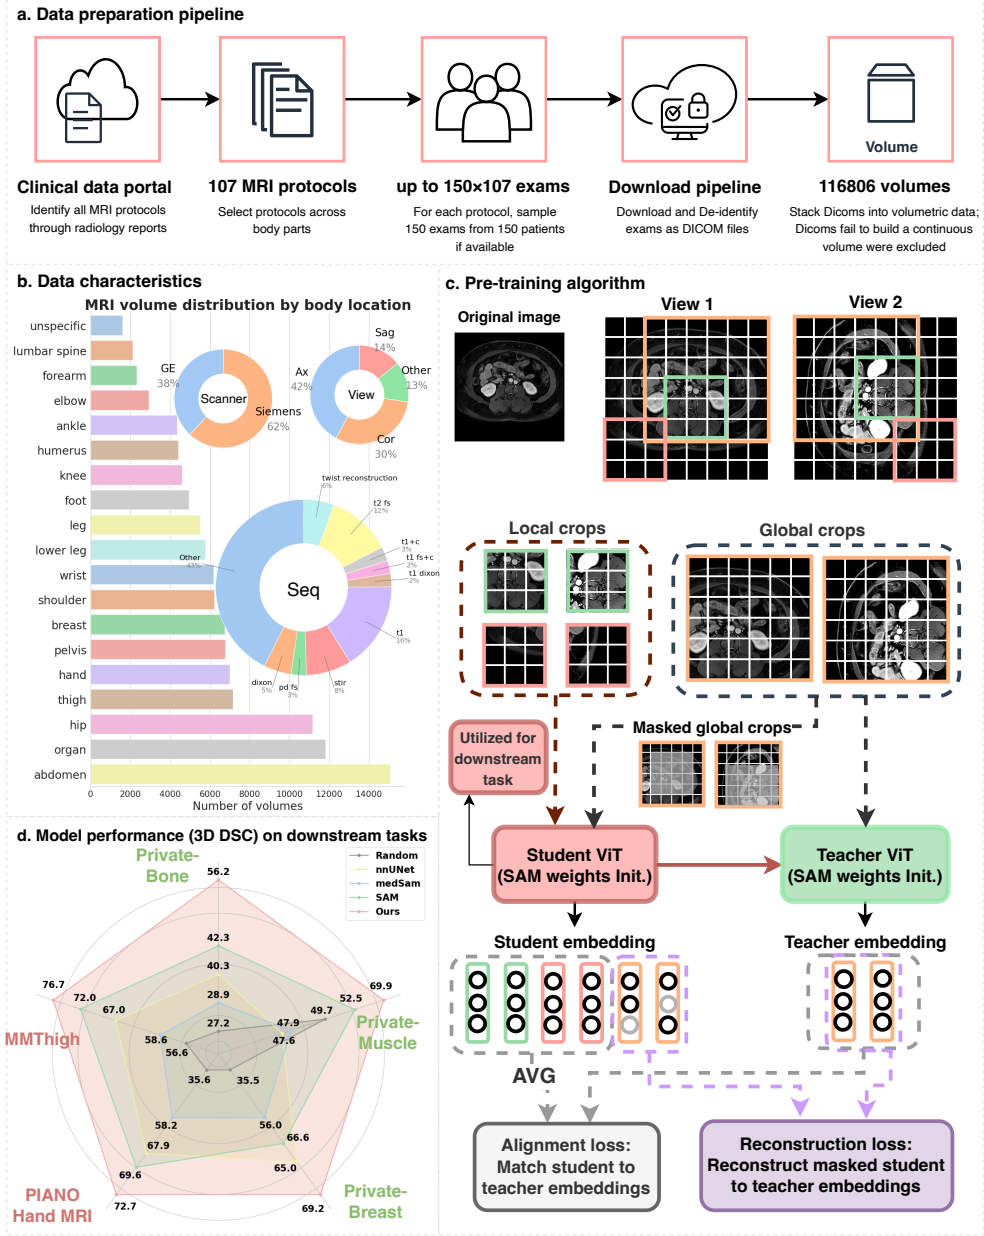 a. Data preparation pipeline
Volume
Clinical data portal
Identify all MRI protocols
through radiology reports
107 MRI protocols
Select protocols across
body parts
up to 150×107 exams
For each protocol, sample
150 exams from 150 patients
if available
Download pipeline
Download and De-identify
exams as DICOM files
116806 volumes
Stack Dicoms into volumetric data;
Dicoms fail to build a continuous
volume were excluded
b. Data characteristics
MRI volume distribution by body location
unspecific
lumbar spine
forearm
elbow
ankle
humerus
knee
foot
leg
lower leg
wrist
shoulder
breast
pelvis
hand
thigh
hip
organ
abdomen
0 2000 4000 6000 8000 10000 12000 14000
Number of volumes
GE
38%
Scanner
Siemens
62%
Sag
14%
Ax
42%
View
Other
13%
Cor
30%
twist reconstruction
6%
t2 fs
12%
t1+c
3%
t1 fs+c
2%
t1 dixon
2%
Other
43%
Seq
t1
16%
stir
8%
pd fs
3%
dixon
5%
c. Pre-training algorithm
Original image
View 1
View 2
Local crops
Global crops
Masked global crops
Utilized for
downstream
task
Student ViT
(SAM weights Init.)
Teacher ViT
(SAM weights Init.)
Student embedding
Teacher embedding
AVG
Alignment loss:
Match student to
teacher embeddings
Reconstruction loss:
Reconstruct masked student
to teacher embeddings
d. Model performance (3D DSC) on downstream tasks
Private-
Bone
Random
nnUNet
medSam
SAM
Ours
56.2
42.3
40.3
28.9
27.2
76.7
72.0
67.0
58.6
56.6
MMThigh
69.9
52.5
49.7
47.9
47.6
Private-
Muscle
35.6
58.2
67.9
69.6
72.7
PIANO
Hand MRI
35.5
56.0
66.6
65.0
69.2
Private-
Breast